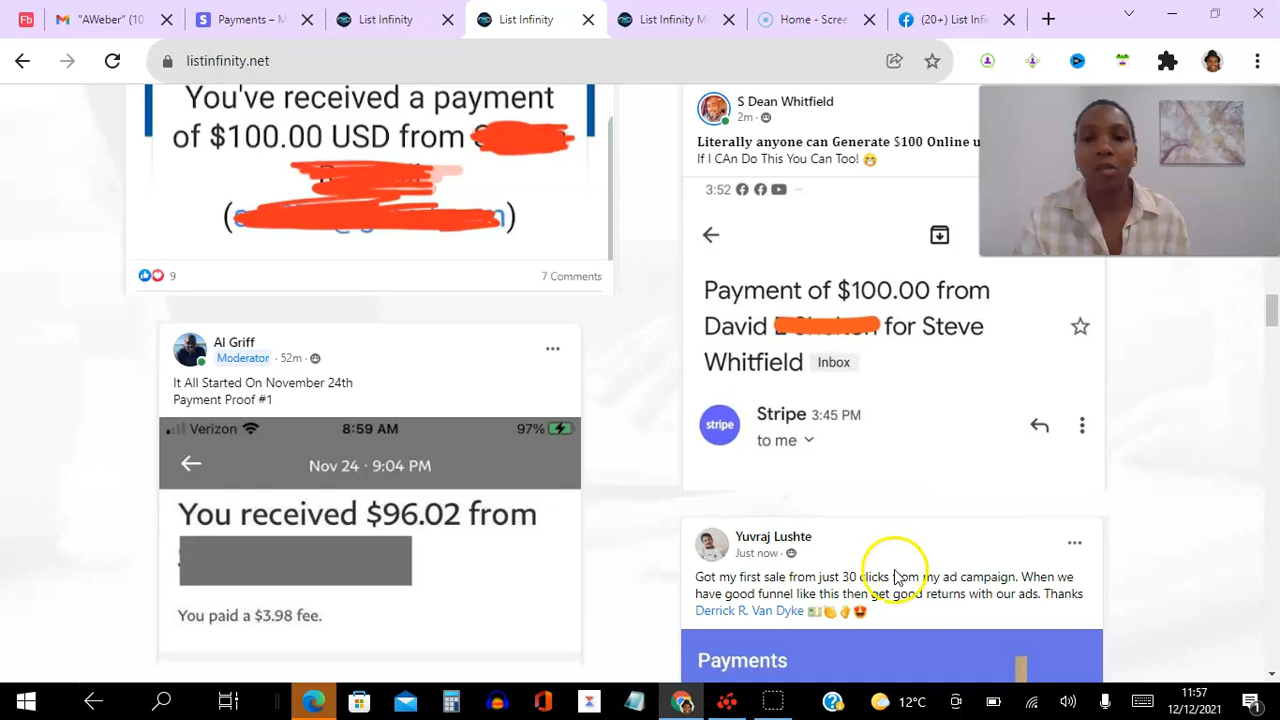 "AWeber" (10
Payments – M
List Infinity
List Infinity
List Infinity M
Home - Scree
(20+) List Infi
listinfinity.net
You've received a payment
of $100.00 USD from
S Dean Whitfield
2m
Literally anyone can Generate $100 Online u
If I CAn Do This You Can Too!
3:52
9
7 Comments
Payment of $100.00 from
David for Steve
Whitfield Inbox
Al Griff
Moderator · 52m ·
It All Started On November 24th
Payment Proof #1
Verizon 8:59 AM 97%
Nov 24 · 9:04 PM
You received $96.02 from
You paid a $3.98 fee.
stripe
Stripe 3:45 PM
to me
Yuvraj Lushte
Just now ·
Got my first sale from just 30 clicks from my ad campaign. When we
have good funnel like this then get good returns with our ads. Thanks
Derrick R. Van Dyke
Payments
12°C
11:57
12/12/2021